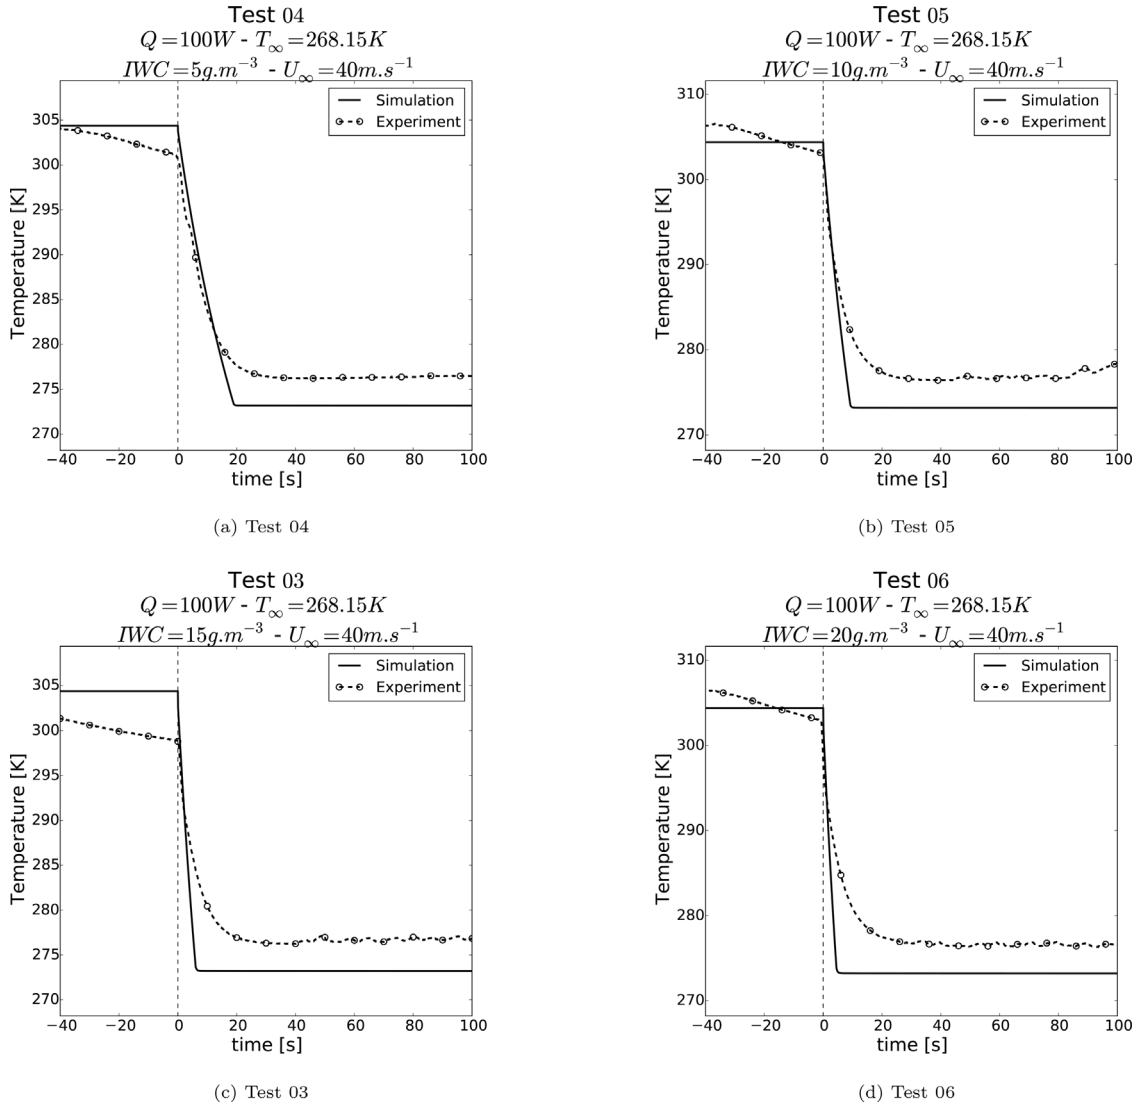 Test 04
Q=100W - T∞=268.15K
IWC=5g.m⁻³ - U∞=40m.s⁻¹
Simulation
Experiment
Temperature [K]
305
300
295
290
285
280
275
270
−40 −20 0 20 40 60 80 100
time [s]
(a) Test 04
Test 05
Q=100W - T∞=268.15K
IWC=10g.m⁻³ - U∞=40m.s⁻¹
Simulation
Experiment
Temperature [K]
310
300
290
280
270
−40 −20 0 20 40 60 80 100
time [s]
(b) Test 05
Test 03
Q=100W - T∞=268.15K
IWC=15g.m⁻³ - U∞=40m.s⁻¹
Simulation
Experiment
Temperature [K]
305
300
295
290
285
280
275
270
−40 −20 0 20 40 60 80 100
time [s]
(c) Test 03
Test 06
Q=100W - T∞=268.15K
IWC=20g.m⁻³ - U∞=40m.s⁻¹
Simulation
Experiment
Temperature [K]
310
300
290
280
270
−40 −20 0 20 40 60 80 100
time [s]
(d) Test 06